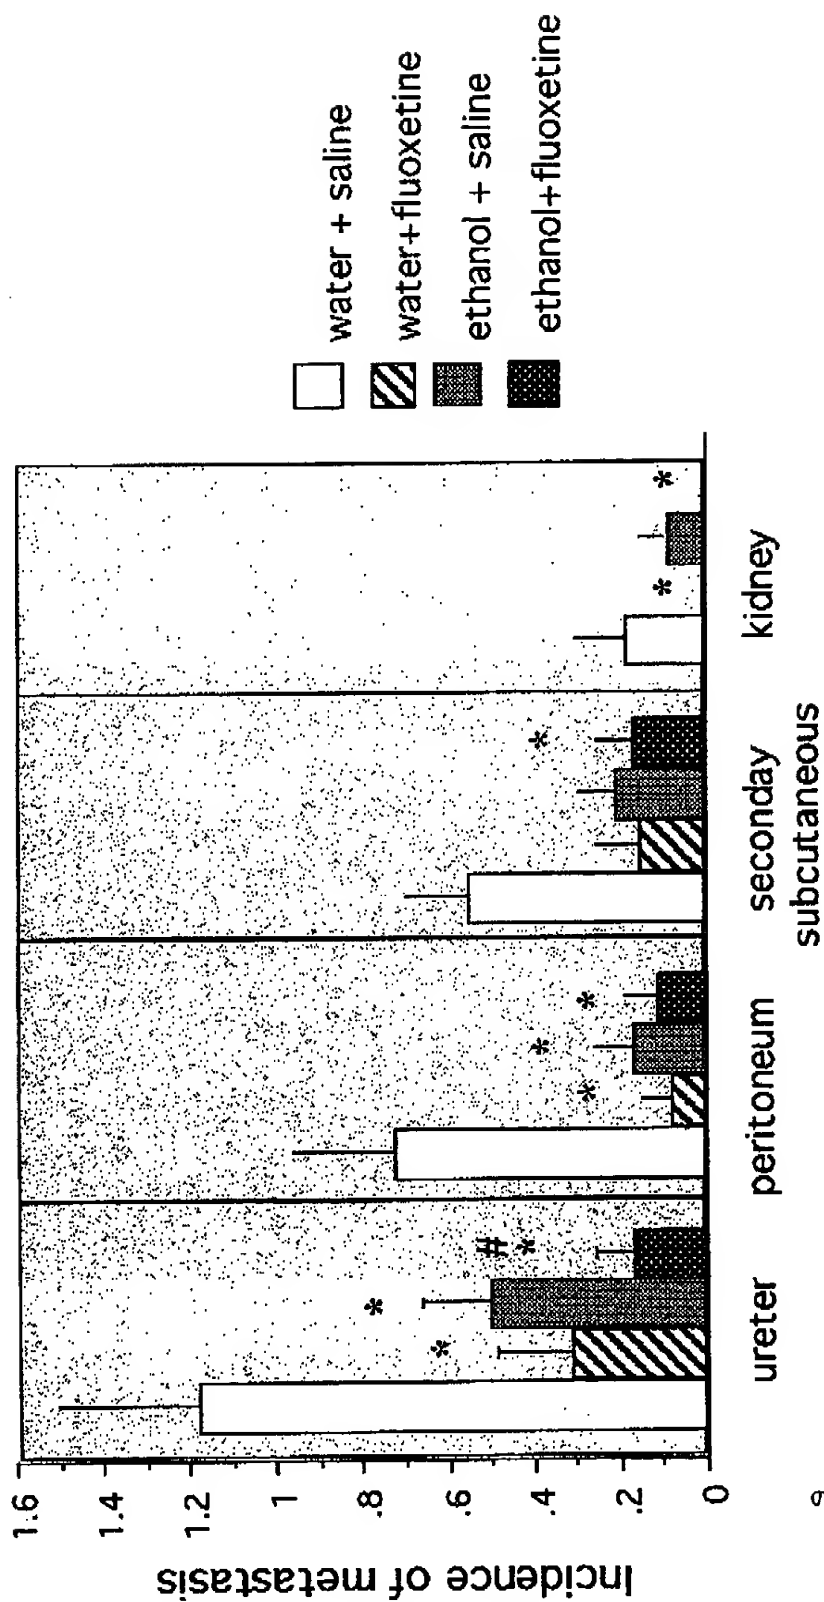 Incidence of metastasis
1.6
1.4
1.2
1
.8
.6
.4
.2
0
ureter
peritoneum
seconday
subcutaneous
kidney
# *
*
*
*
*
*
*
*
*
water + saline
water+fluoxetine
ethanol + saline
ethanol+fluoxetine